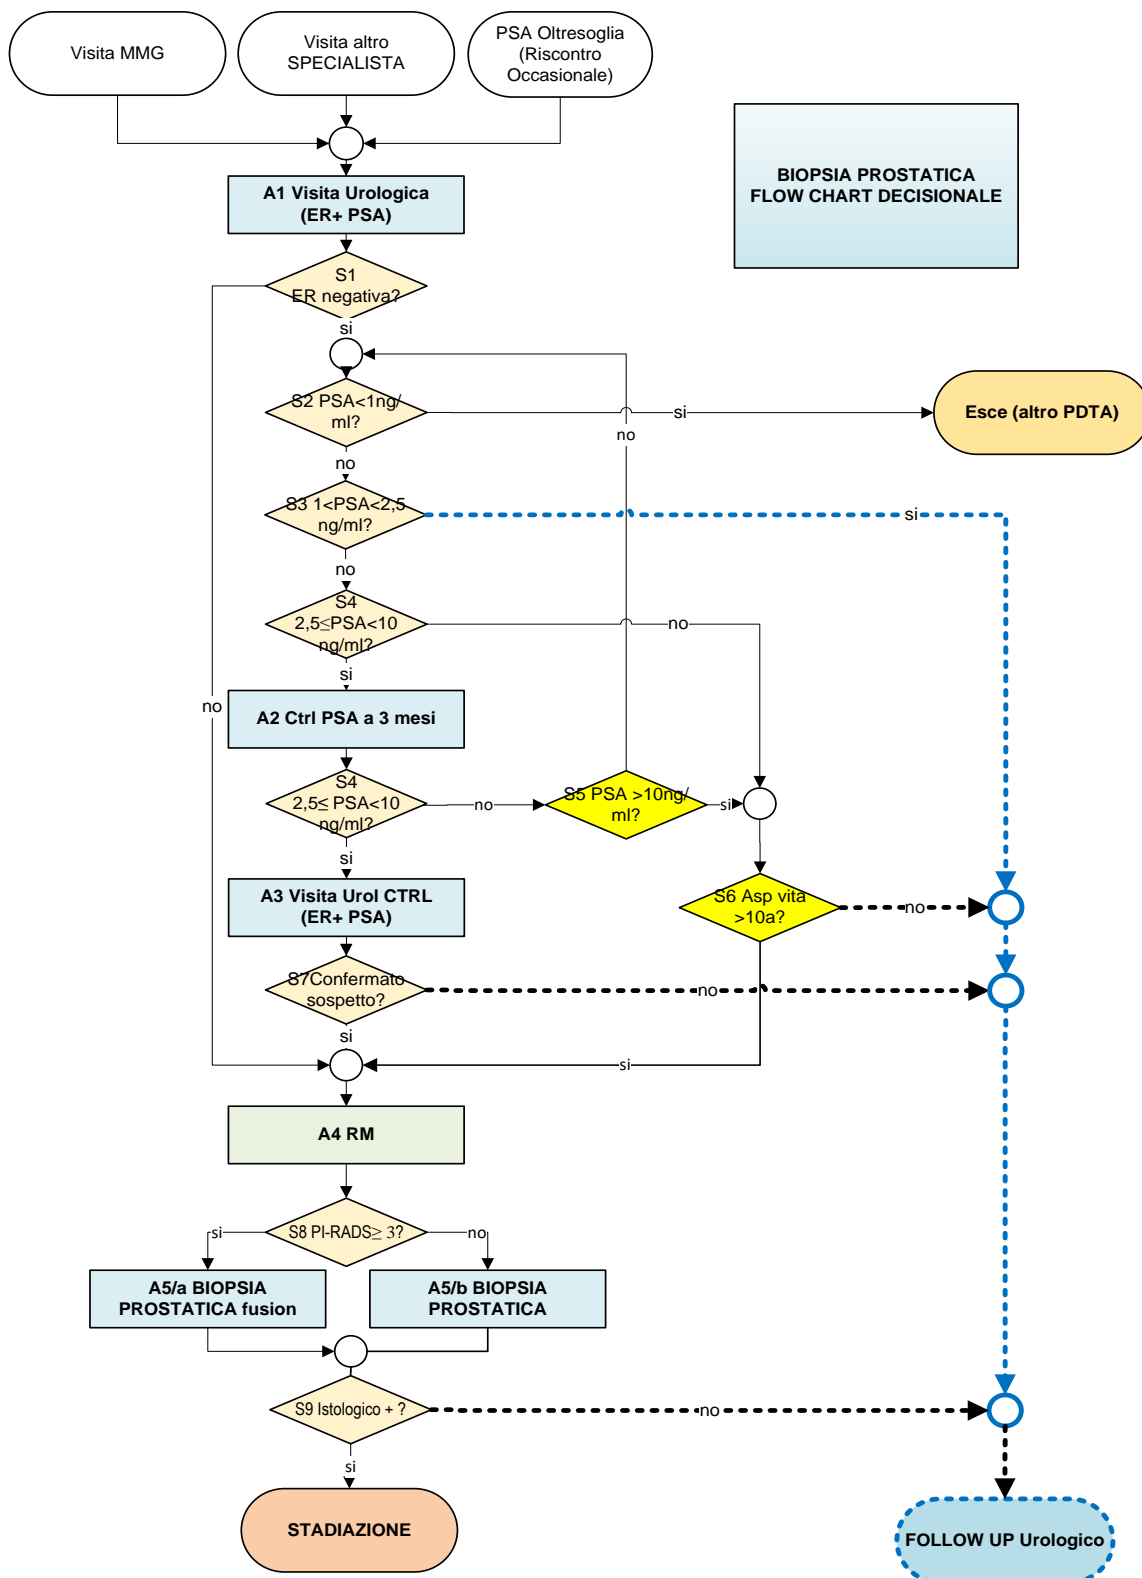 Visita MMG
Visita altro
SPECIALISTA
PSA Oltresoglia
(Riscontro
Occasionale)
BIOPSIA PROSTATICA
FLOW CHART DECISIONALE
A1 Visita Urologica
(ER+ PSA)
S1
ER negativa?
si
S2 PSA<1ng/
ml?
si
Esce (altro PDTA)
no
no
S3 1<PSA<2,5
ng/ml?
si
no
S4
2,5≤PSA<10
ng/ml?
no
si
no
A2 Ctrl PSA a 3 mesi
S4
2,5≤ PSA<10
ng/ml?
no
S5 PSA >10ng/
ml?
si
si
A3 Visita Urol CTRL
(ER+ PSA)
S6 Asp vita
>10a?
no
S7Confermato
sospetto?
no
si
si
A4 RM
S8 PI-RADS≥ 3?
si
no
A5/a BIOPSIA
PROSTATICA fusion
A5/b BIOPSIA
PROSTATICA
S9 Istologico + ?
no
si
STADIAZIONE
FOLLOW UP Urologico